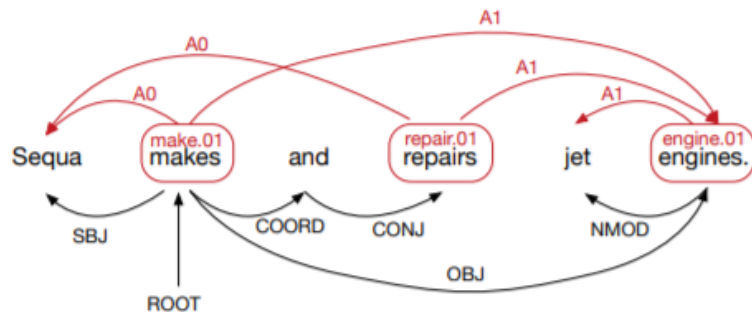 A1
A0
A1
A0
A1
make.01
repair.01
engine.01
Sequa makes and repairs jet engines.
SBJ
COORD
CONJ
NMOD
OBJ
ROOT